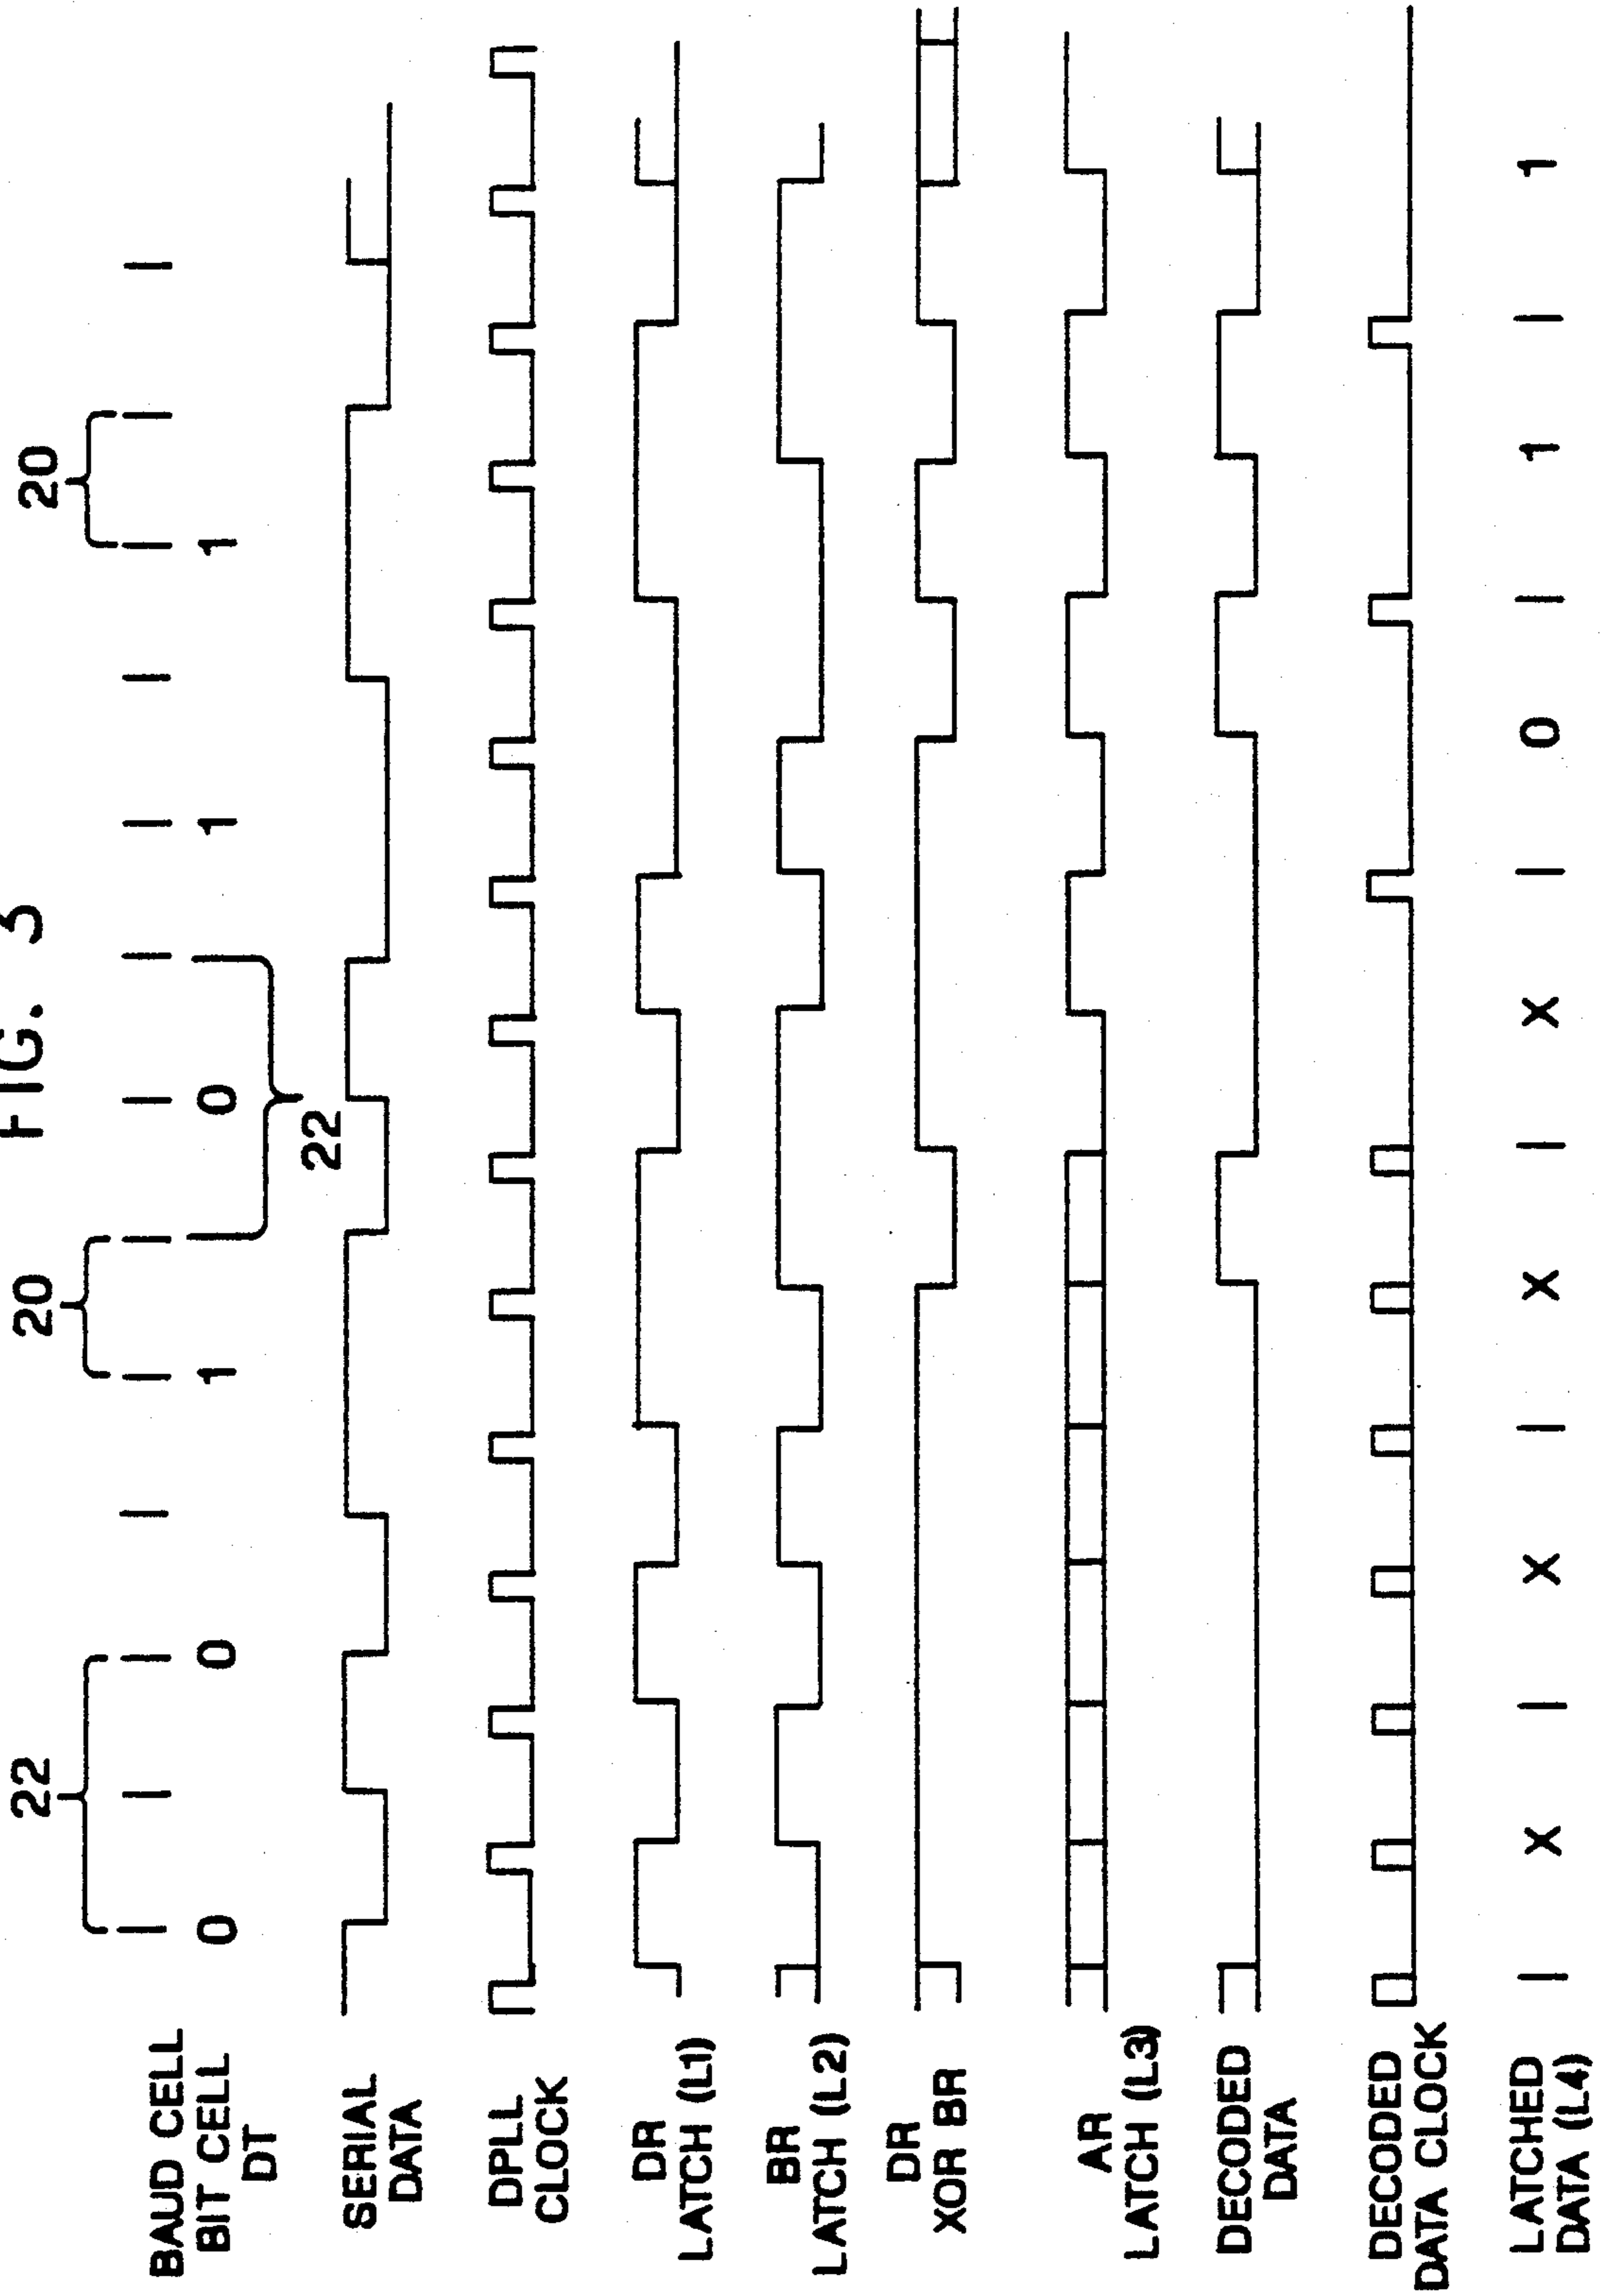 FIG. 3
22 20 20
BAUD CELL
BIT CELL 0 0 1 0 1 1
DT
22
SERIAL
DATA
DPLL
CLOCK
DR
LATCH (L1)
BR
LATCH (L2)
DR
XOR BR
AR
LATCH (L3)
DECODED
DATA
DECODED
DATA CLOCK
LATCHED
DATA (L4) X X X X 0 1 1